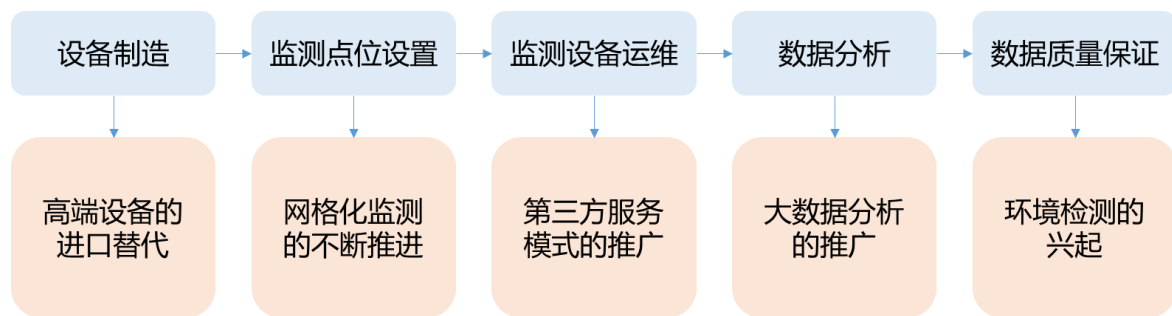 设备制造
监测点位设置
监测设备运维
数据分析
数据质量保证
高端设备的
进口替代
网格化监测
的不断推进
第三方服务
模式的推广
大数据分析
的推广
环境检测的
兴起